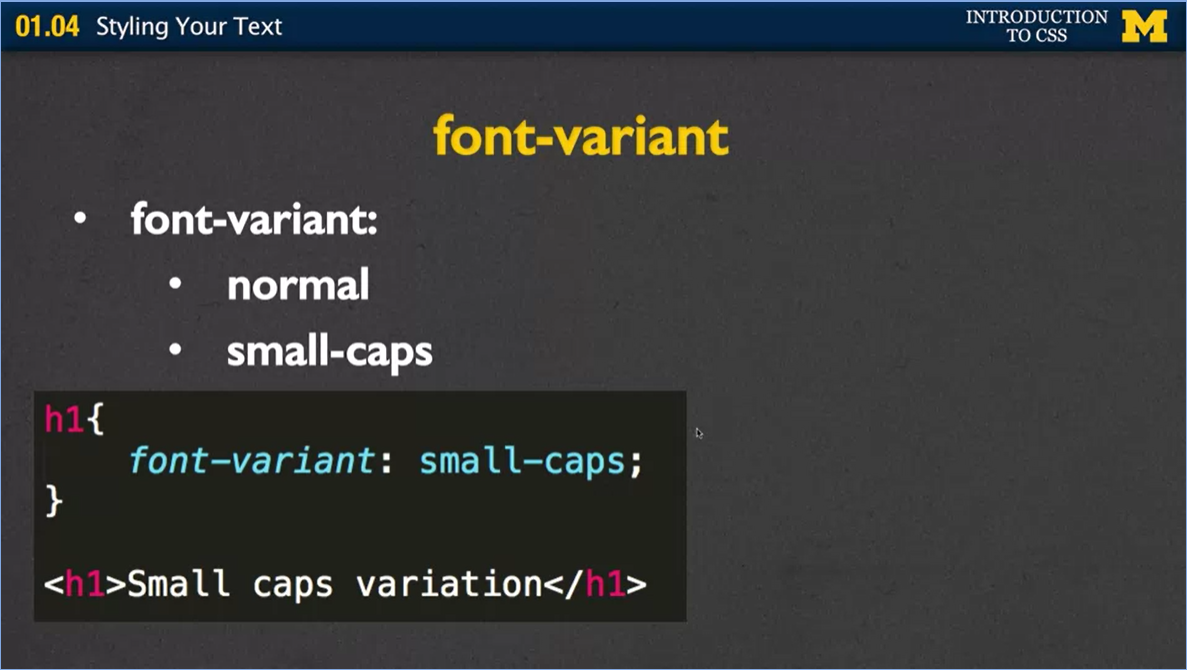 01.04 Styling Your Text
INTRODUCTION
TO CSS
M
font-variant
• font-variant:
• normal
• small-caps
h1{
font-variant: small-caps;
}
<h1>Small caps variation</h1>